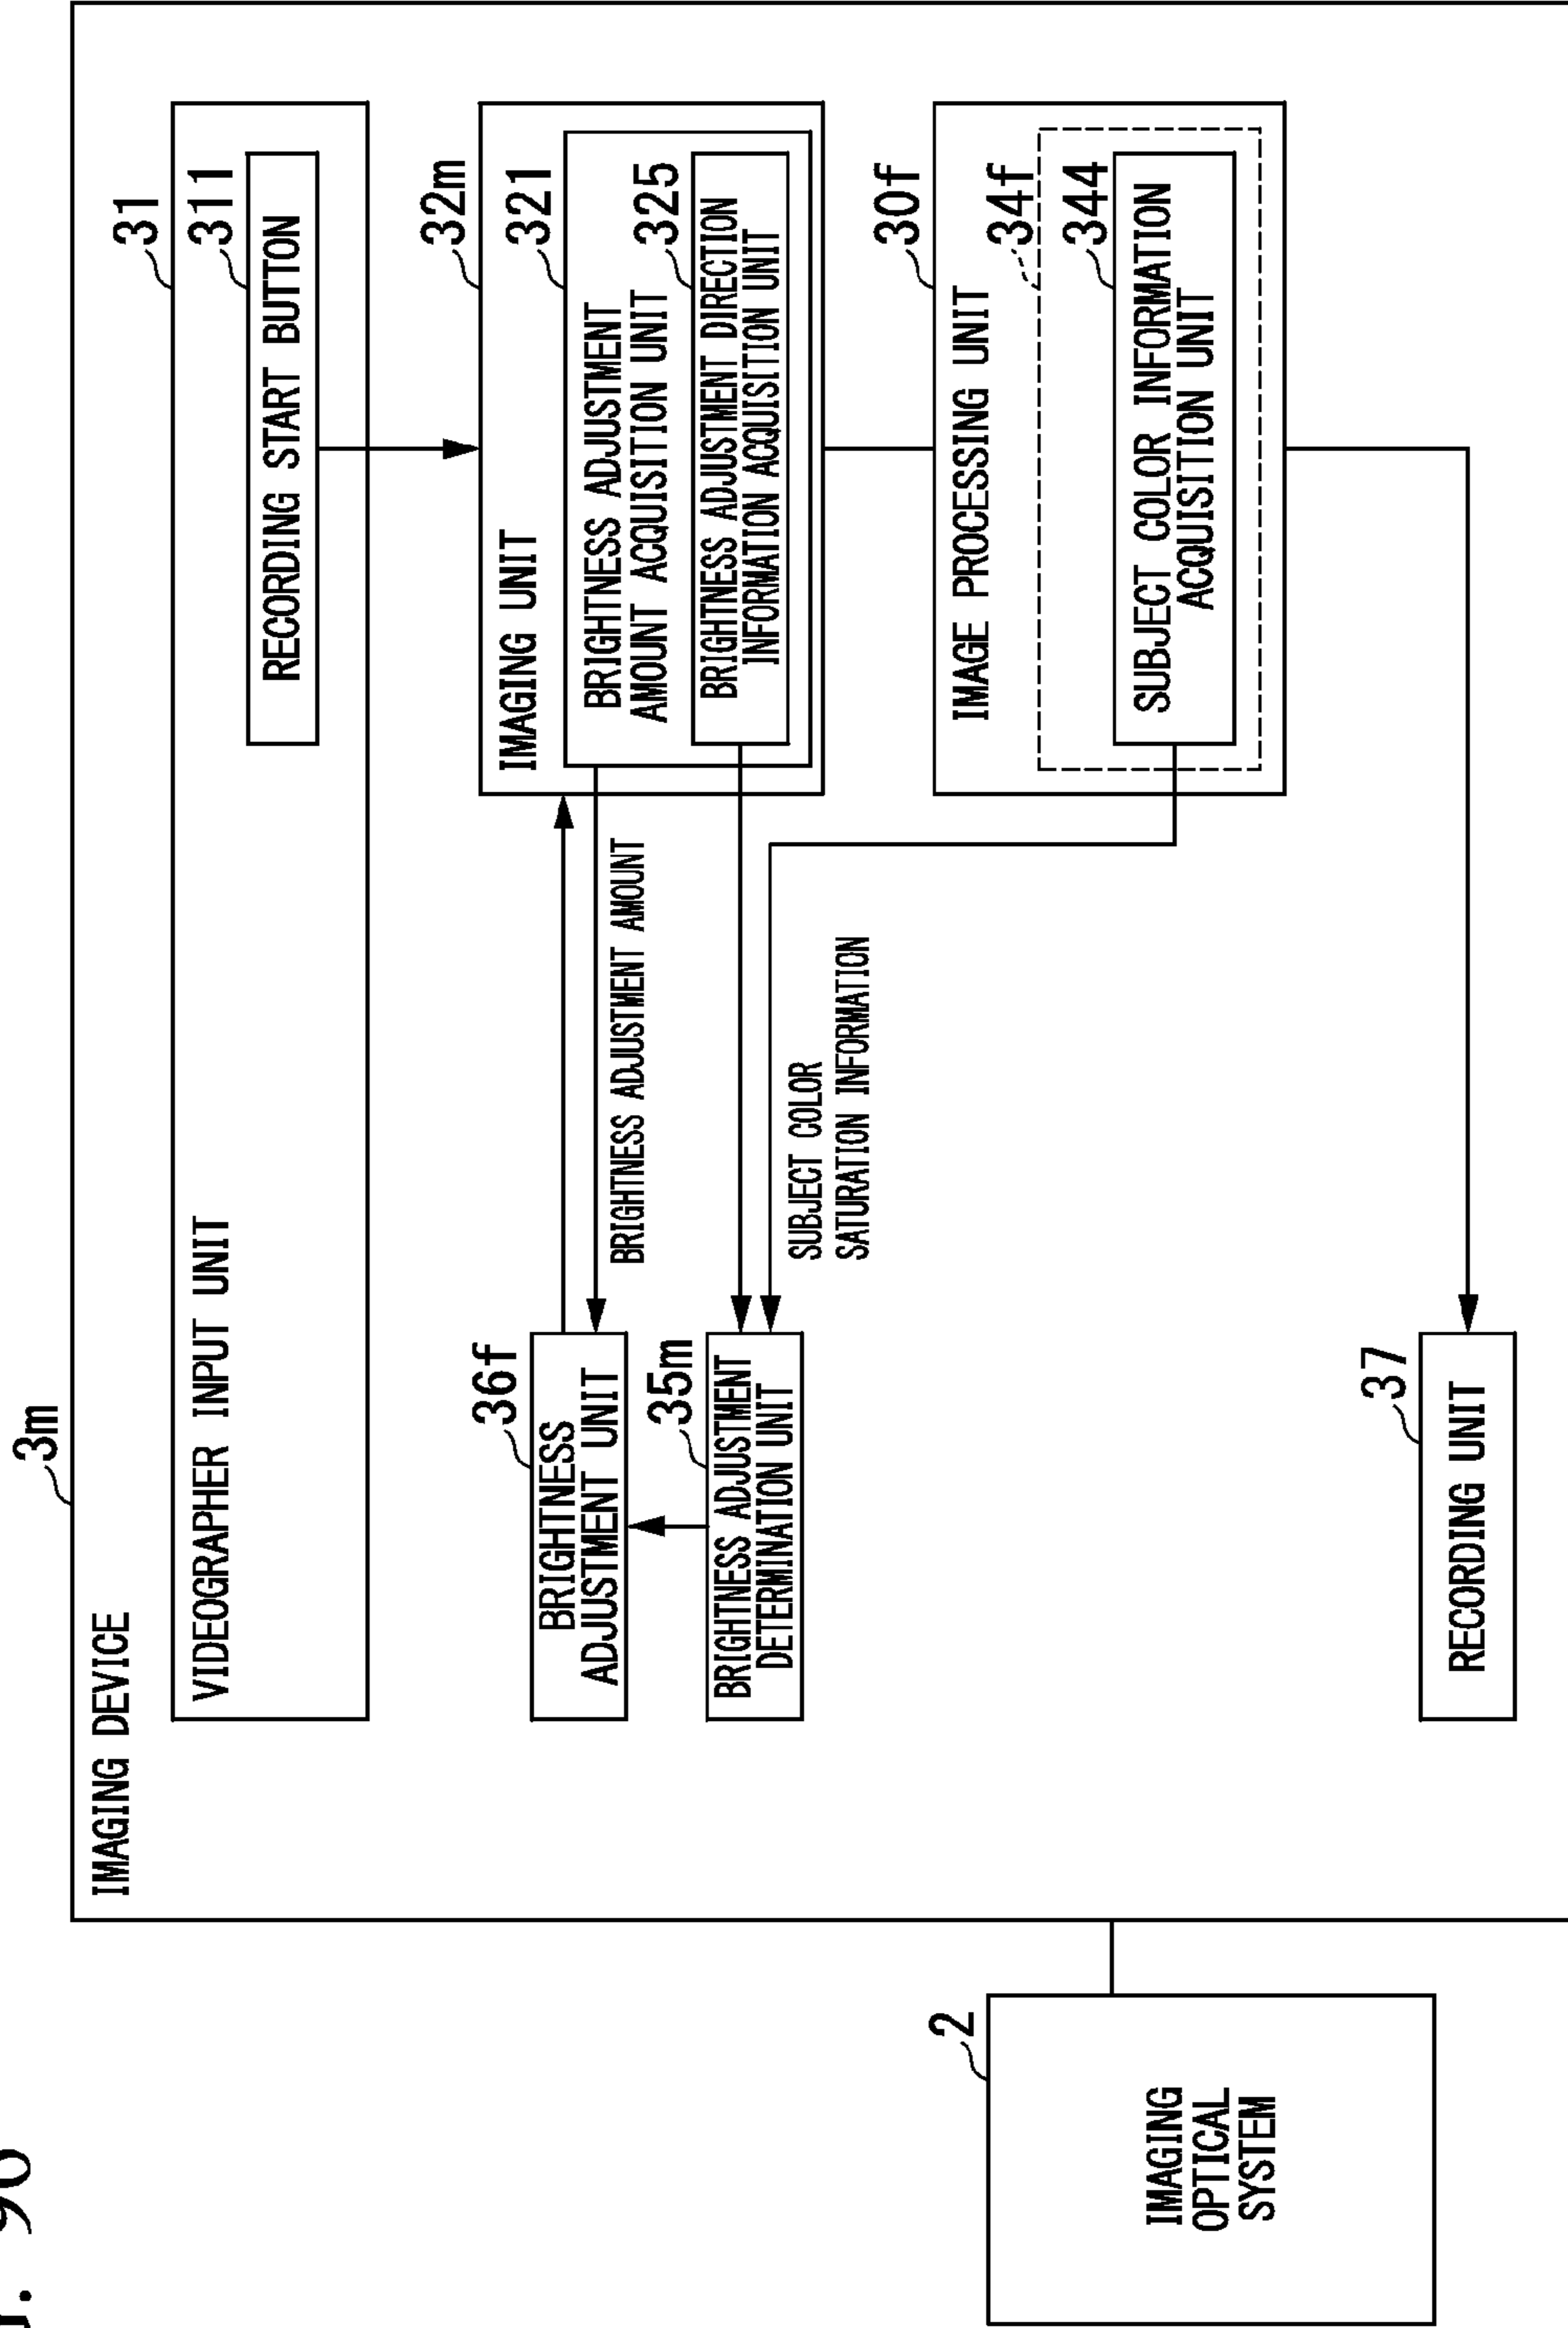 3m
IMAGING DEVICE
31
VIDEOGRAPHER INPUT UNIT
311
RECORDING START BUTTON
36f
BRIGHTNESS
ADJUSTMENT UNIT
32m
IMAGING UNIT
321
BRIGHTNESS ADJUSTMENT
AMOUNT ACQUISITION UNIT
BRIGHTNESS ADJUSTMENT AMOUNT
35m
BRIGHTNESS ADJUSTMENT
DETERMINATION UNIT
325
BRIGHTNESS ADJUSTMENT DIRECTION
INFORMATION ACQUISITION UNIT
SUBJECT COLOR
SATURATION INFORMATION
30f
IMAGE PROCESSING UNIT
34f
344
SUBJECT COLOR INFORMATION
ACQUISITION UNIT
2
IMAGING
OPTICAL
SYSTEM
37
RECORDING UNIT